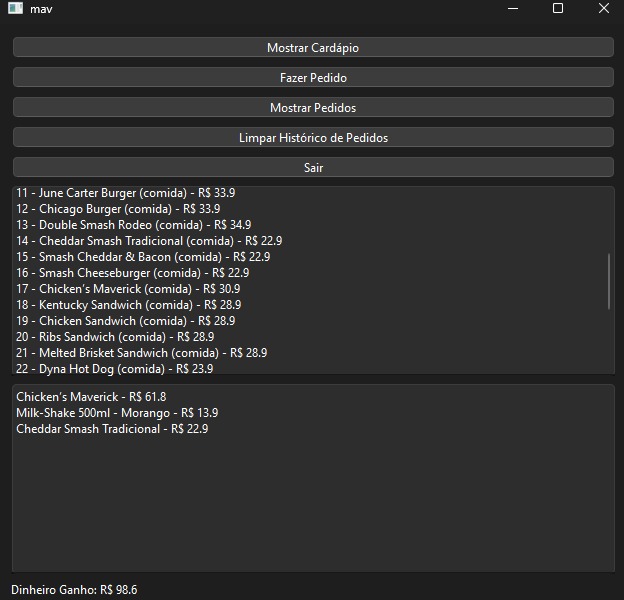 mav
Mostrar Cardápio
Fazer Pedido
Mostrar Pedidos
Limpar Histórico de Pedidos
Sair
11 - June Carter Burger (comida) - R$ 33.9
12 - Chicago Burger (comida) - R$ 33.9
13 - Double Smash Rodeo (comida) - R$ 34.9
14 - Cheddar Smash Tradicional (comida) - R$ 22.9
15 - Smash Cheddar & Bacon (comida) - R$ 22.9
16 - Smash Cheeseburger (comida) - R$ 22.9
17 - Chicken’s Maverick (comida) - R$ 30.9
18 - Kentucky Sandwich (comida) - R$ 28.9
19 - Chicken Sandwich (comida) - R$ 28.9
20 - Ribs Sandwich (comida) - R$ 28.9
21 - Melted Brisket Sandwich (comida) - R$ 28.9
22 - Dyna Hot Dog (comida) - R$ 23.9
Chicken’s Maverick - R$ 61.8
Milk-Shake 500ml - Morango - R$ 13.9
Cheddar Smash Tradicional - R$ 22.9
Dinheiro Ganho: R$ 98.6